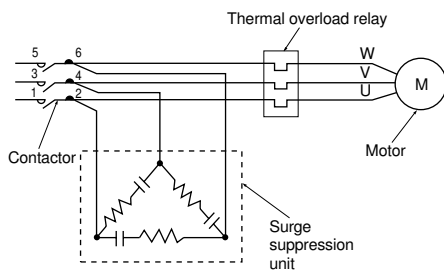 Thermal overload relay
5 6 W
3 4 V
1 2 U
M
Contactor
Motor
Surge
suppression
unit